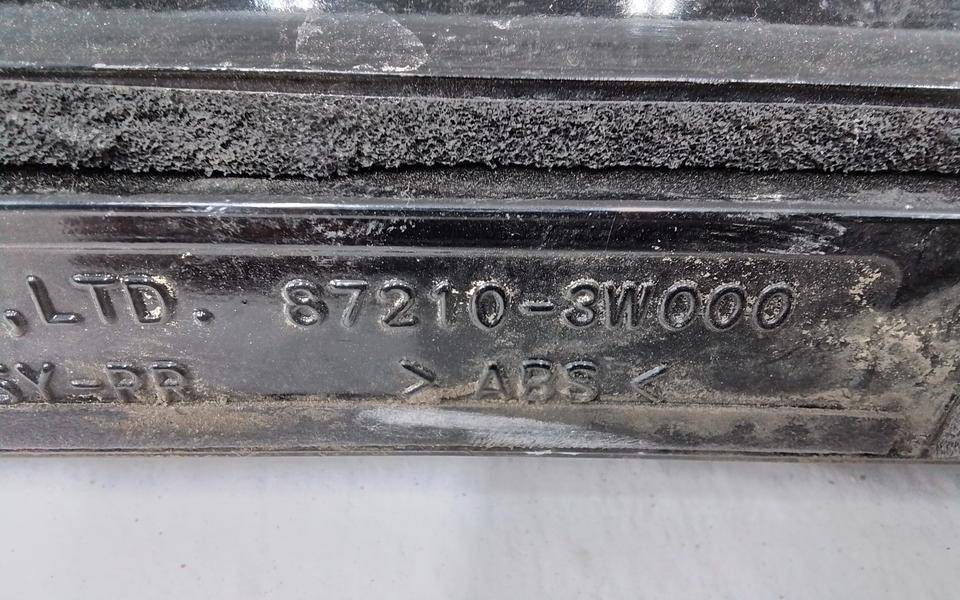 ,LTD. 87210-3W000
SY-RR > ABS <